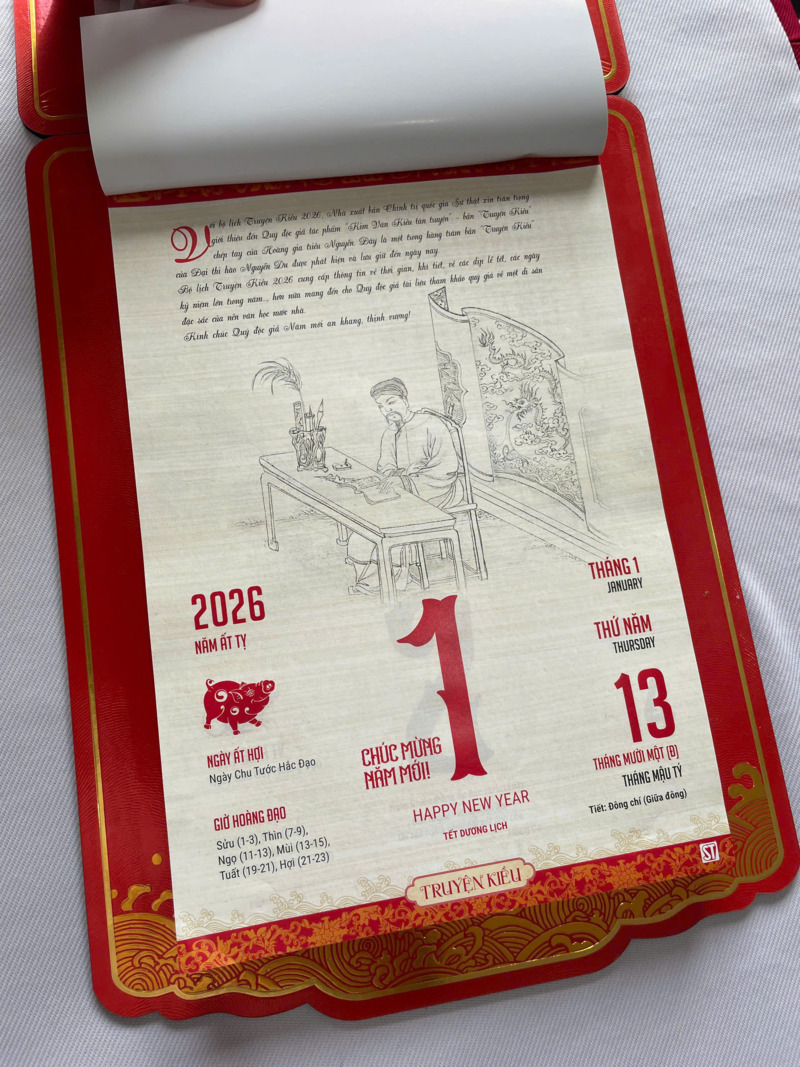 Với bộ lịch Truyện Kiều 2026, Nhà xuất bản Chính trị quốc gia Sự thật xin trân trọng
giới thiệu đến Quý độc giả tác phẩm "Kim Vân Kiều tân truyện" - bản "Truyện Kiều"
chép tay của Hoàng gia triều Nguyễn. Đây là một trong hàng trăm bản "Truyện Kiều"
của Đại thi hào Nguyễn Du được phát hiện và lưu giữ đến ngày nay.
Bộ lịch Truyện Kiều 2026 cung cấp thông tin về thời gian, khí tiết, về các dịp lễ tết, các ngày
kỷ niệm lớn trong năm..., hơn nữa mang đến cho Quý độc giả tài liệu tham khảo quý giá về một di sản
đặc sắc của nền văn học nước nhà.
Kính chúc Quý độc giả Năm mới an khang, thịnh vượng!
2026
NĂM ẤT TỴ
THÁNG 1
JANUARY
1
THỨ NĂM
THURSDAY
13
THÁNG MƯỜI MỘT (Đ)
THÁNG MẬU TÝ
Tiết: Đông chí (Giữa đông)
NGÀY ẤT HỢI
Ngày Chu Tước Hắc Đạo
CHÚC MỪNG
NĂM MỚI!
GIỜ HOÀNG ĐẠO
Sửu (1-3), Thìn (7-9),
Ngọ (11-13), Mùi (13-15),
Tuất (19-21), Hợi (21-23)
HAPPY NEW YEAR
TẾT DƯƠNG LỊCH
TRUYỆN KIỀU
ST